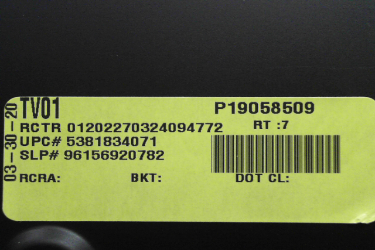 03-30-20
TV01 P19058509
RCTR 01202270324094772 RT :7
UPC# 5381834071
SLP# 96156920782
RCRA: BKT: DOT CL: